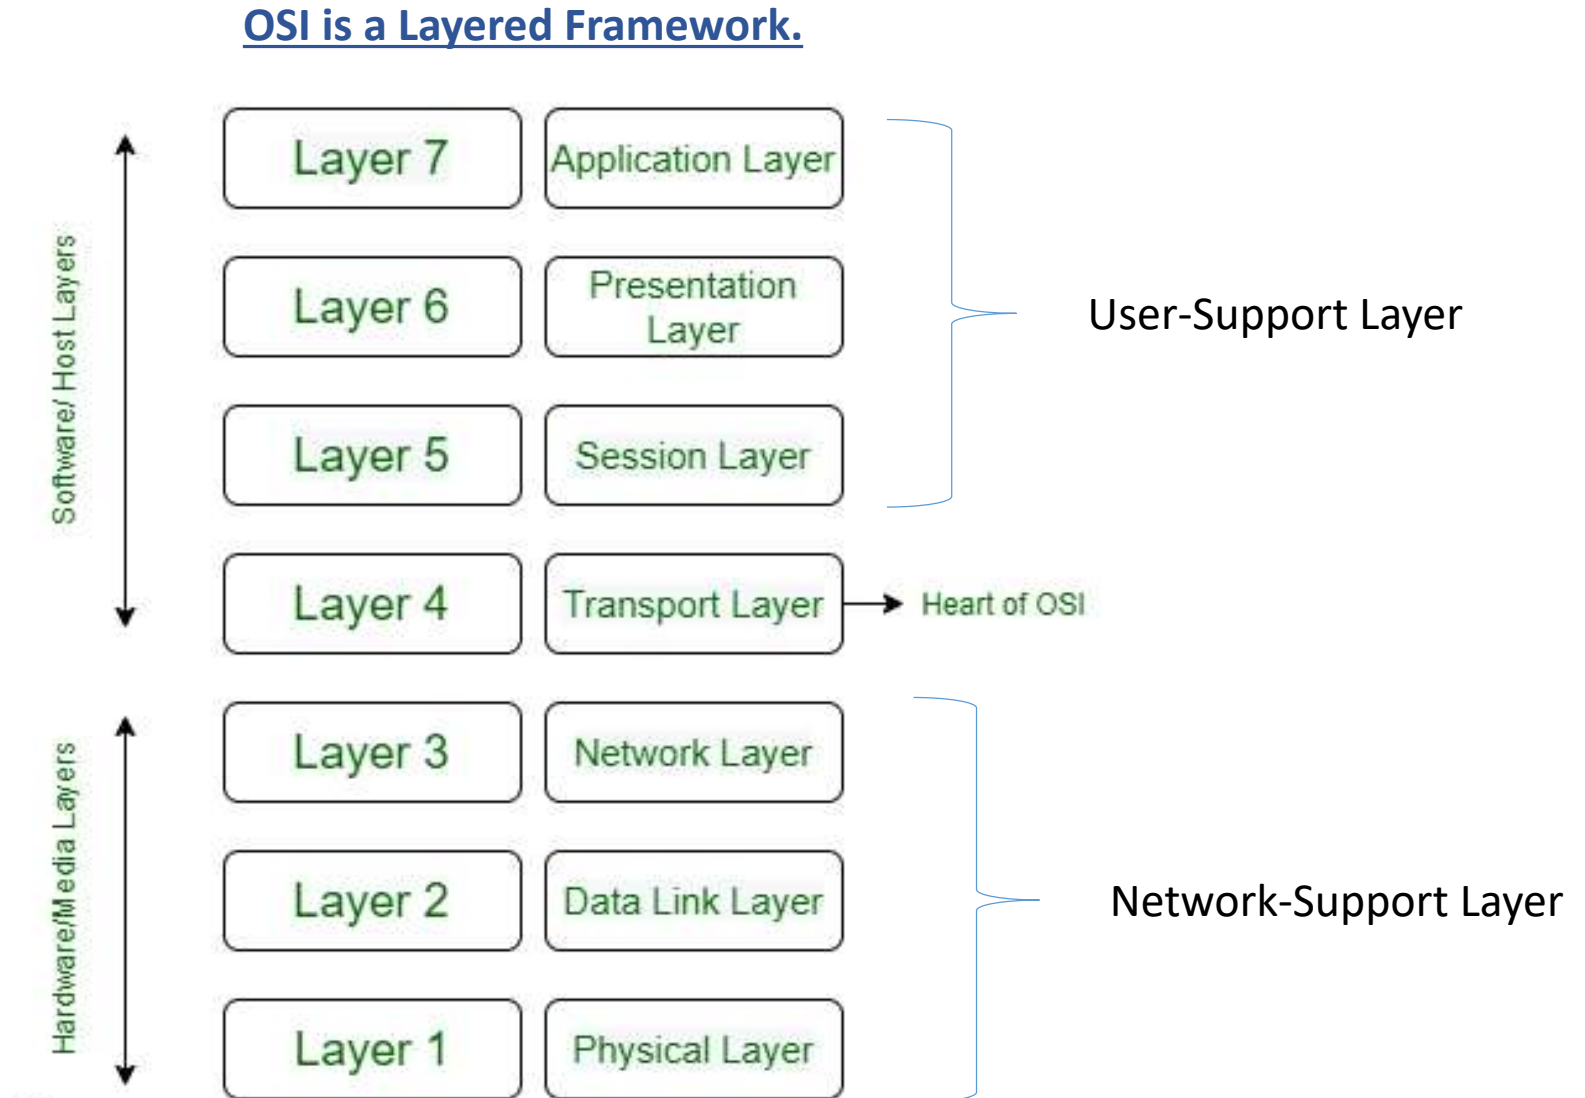 OSI is a Layered Framework.
Software/ Host Layers
Layer 7
Application Layer
Layer 6
Presentation
Layer
User-Support Layer
Layer 5
Session Layer
Layer 4
Transport Layer
Heart of OSI
Hardware/Media Layers
Layer 3
Network Layer
Layer 2
Data Link Layer
Network-Support Layer
Layer 1
Physical Layer